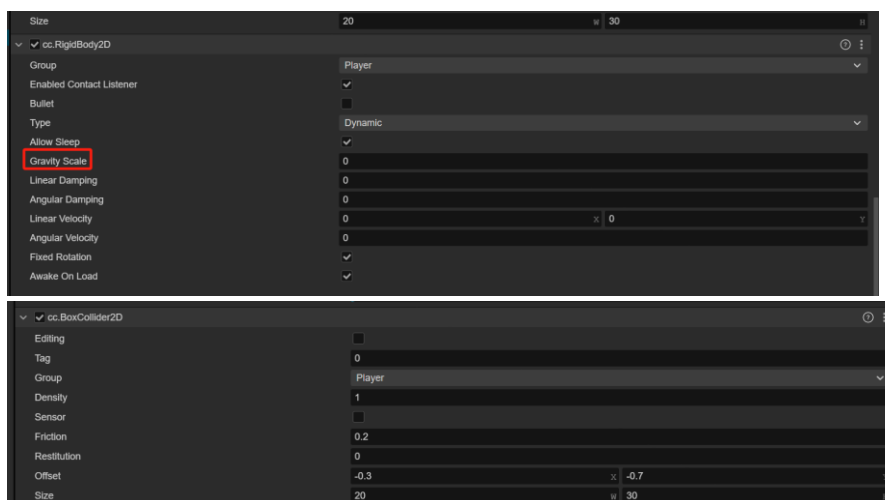 Size 20 W 30 H
cc.RigidBody2D
Group Player
Enabled Contact Listener
Bullet
Type Dynamic
Allow Sleep
Gravity Scale 0
Linear Damping 0
Angular Damping 0
Linear Velocity 0 X 0 Y
Angular Velocity 0
Fixed Rotation
Awake On Load
cc.BoxCollider2D
Editing
Tag 0
Group Player
Density 1
Sensor
Friction 0.2
Restitution 0
Offset -0.3 X -0.7
Size 20 W 30